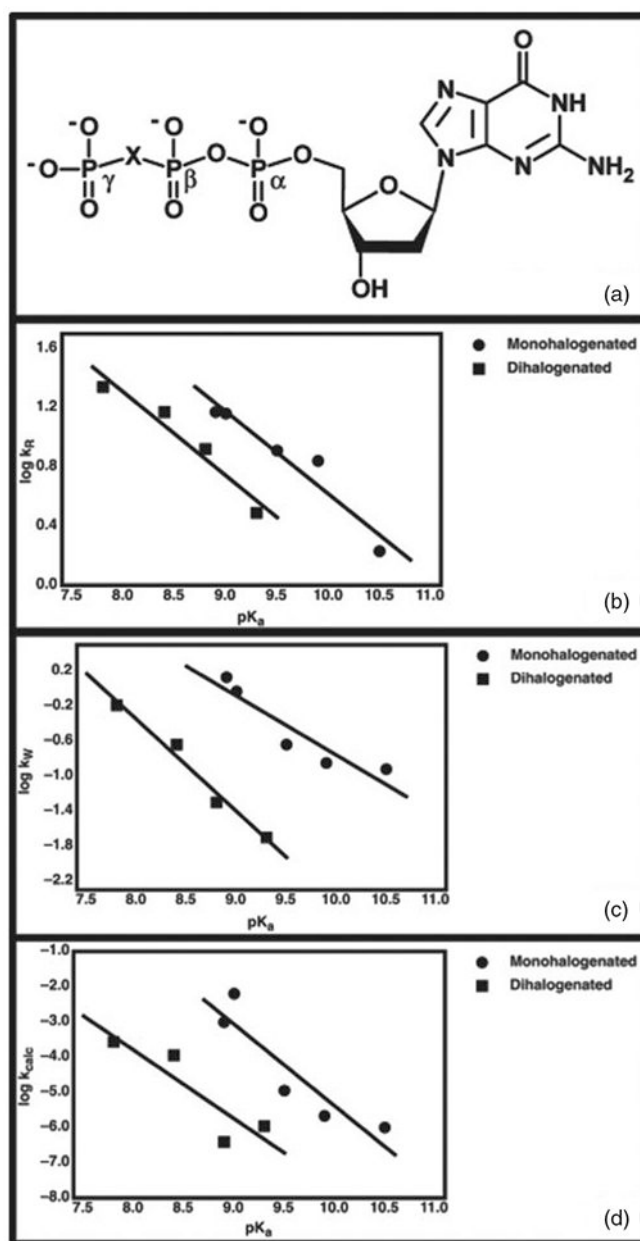 O
-O -O -O
N NH
-O-P-X-P-O-P-O
γ β α
O O O
O N N NH2
OH
(a)
1.6
1.2
0.8
0.4
0.0
log kR
7.5 8.0 8.5 9.0 9.5 10.0 10.5 11.0
pKa
● Monohalogenated
■ Dihalogenated
(b)
0.2
−0.2
−0.6
−1.0
−1.4
−1.8
−2.2
log kW
7.5 8.0 8.5 9.0 9.5 10.0 10.5 11.0
pKa
● Monohalogenated
■ Dihalogenated
(c)
−1.0
−2.0
−3.0
−4.0
−5.0
−6.0
−7.0
−8.0
log kcalc
7.5 8.0 8.5 9.0 9.5 10.0 10.5 11.0
pKa
● Monohalogenated
■ Dihalogenated
(d)